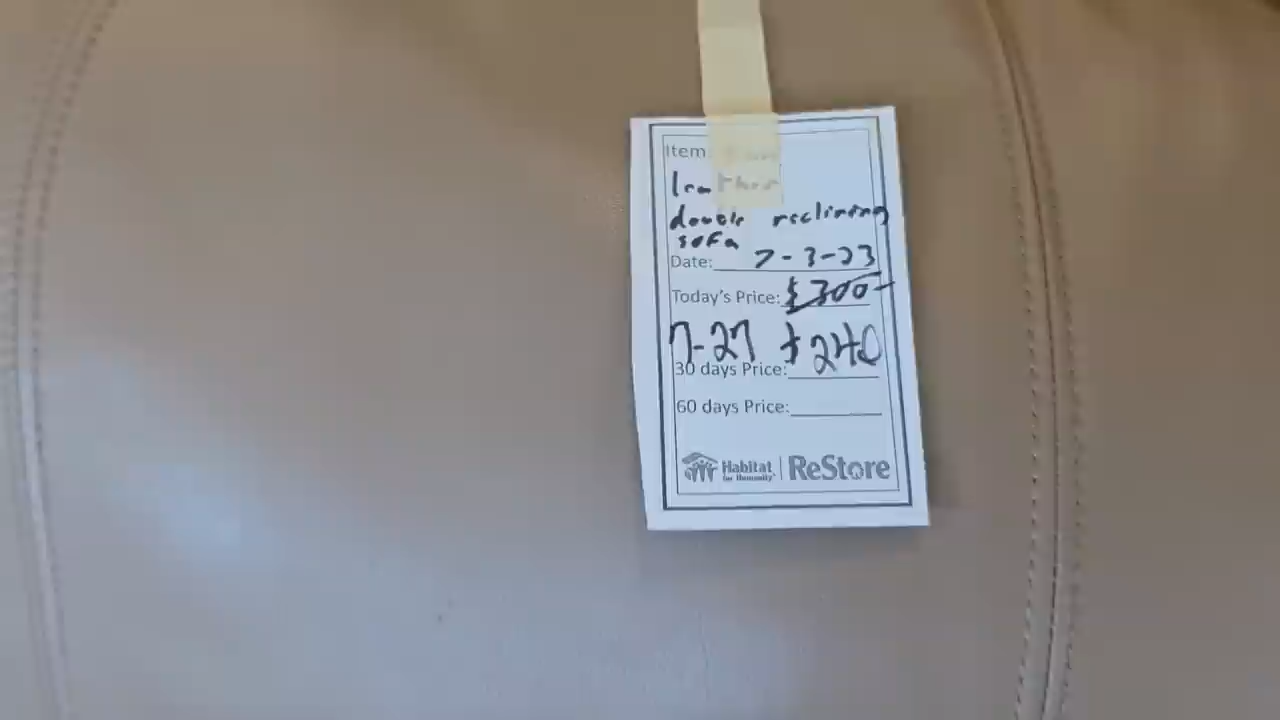 Item:
leather
double reclining
sofa
Date: 7-3-23
Today's Price: $300-
7-27 $240
30 days Price:
60 days Price:
Habitat for Humanity | ReStore